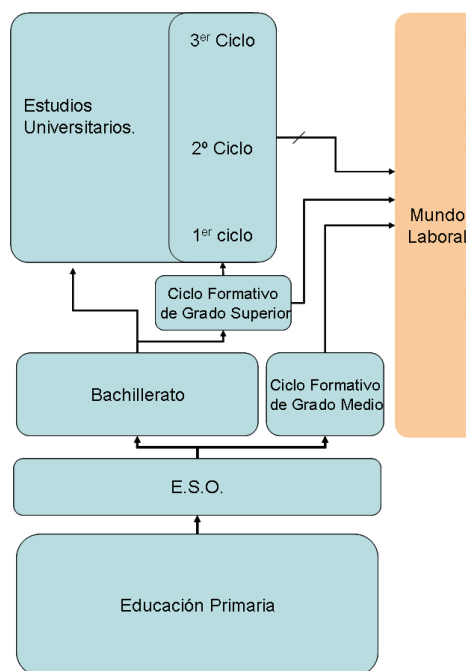 3er Ciclo
Estudios
Universitarios.
2º Ciclo
1er ciclo
Mundo
Laboral
Ciclo Formativo
de Grado Superior
Bachillerato
Ciclo Formativo
de Grado Medio
E.S.O.
Educación Primaria